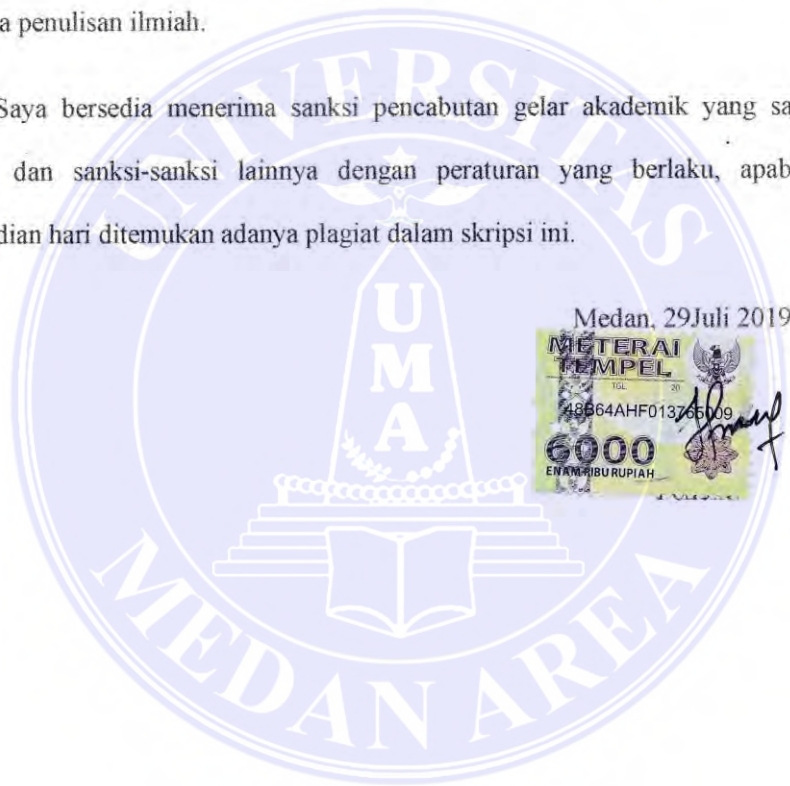 a penulisan ilmiah.
Saya bersedia menerima sanksi pencabutan gelar akademik yang sa
dan sanksi-sanksi lainnya dengan peraturan yang berlaku, apab
dian hari ditemukan adanya plagiat dalam skripsi ini.
Medan, 29Juli 2019
METERAI
TEMPEL
TGL. 20
48B64AHF013765009
6000
ENAM RIBU RUPIAH
UNIVERSITAS
UMA
MEDAN AREA